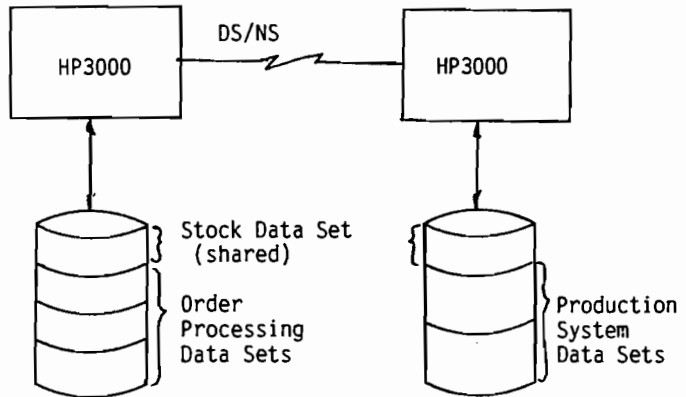 DS/NS
HP3000
HP3000
Stock Data Set
(shared)
Order
Processing
Data Sets
Production
System
Data Sets